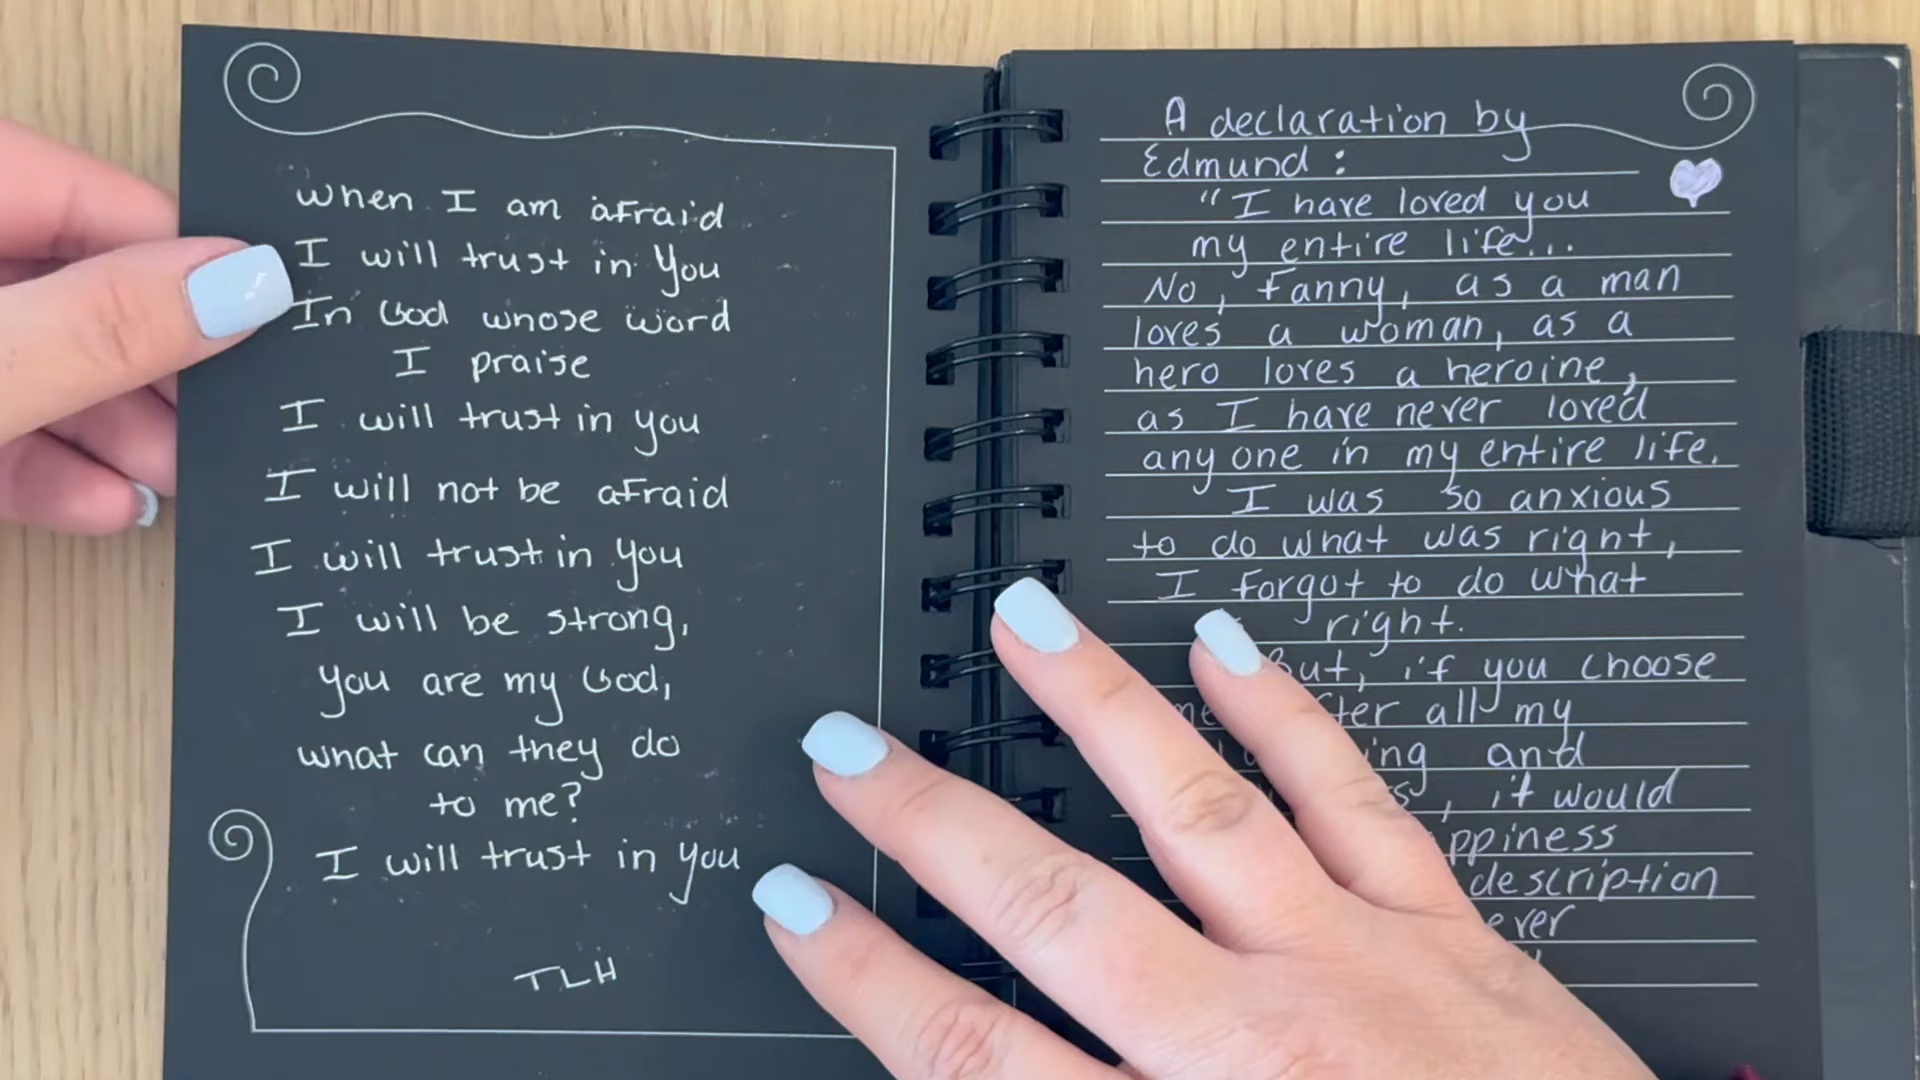 when I am afraid
I will trust in You
In God whose word
I praise
I will trust in you
I will not be afraid
I will trust in you
I will be strong,
you are my God,
what can they do
to me?
I will trust in you
TLH
A declaration by
Edmund:
"I have loved you
my entire life...
No, Fanny, as a man
loves a woman, as a
hero loves a heroine,
as I have never loved
anyone in my entire life.
I was so anxious
to do what was right,
I forgot to do what
right.
But, if you choose
all my
and
, it would
description